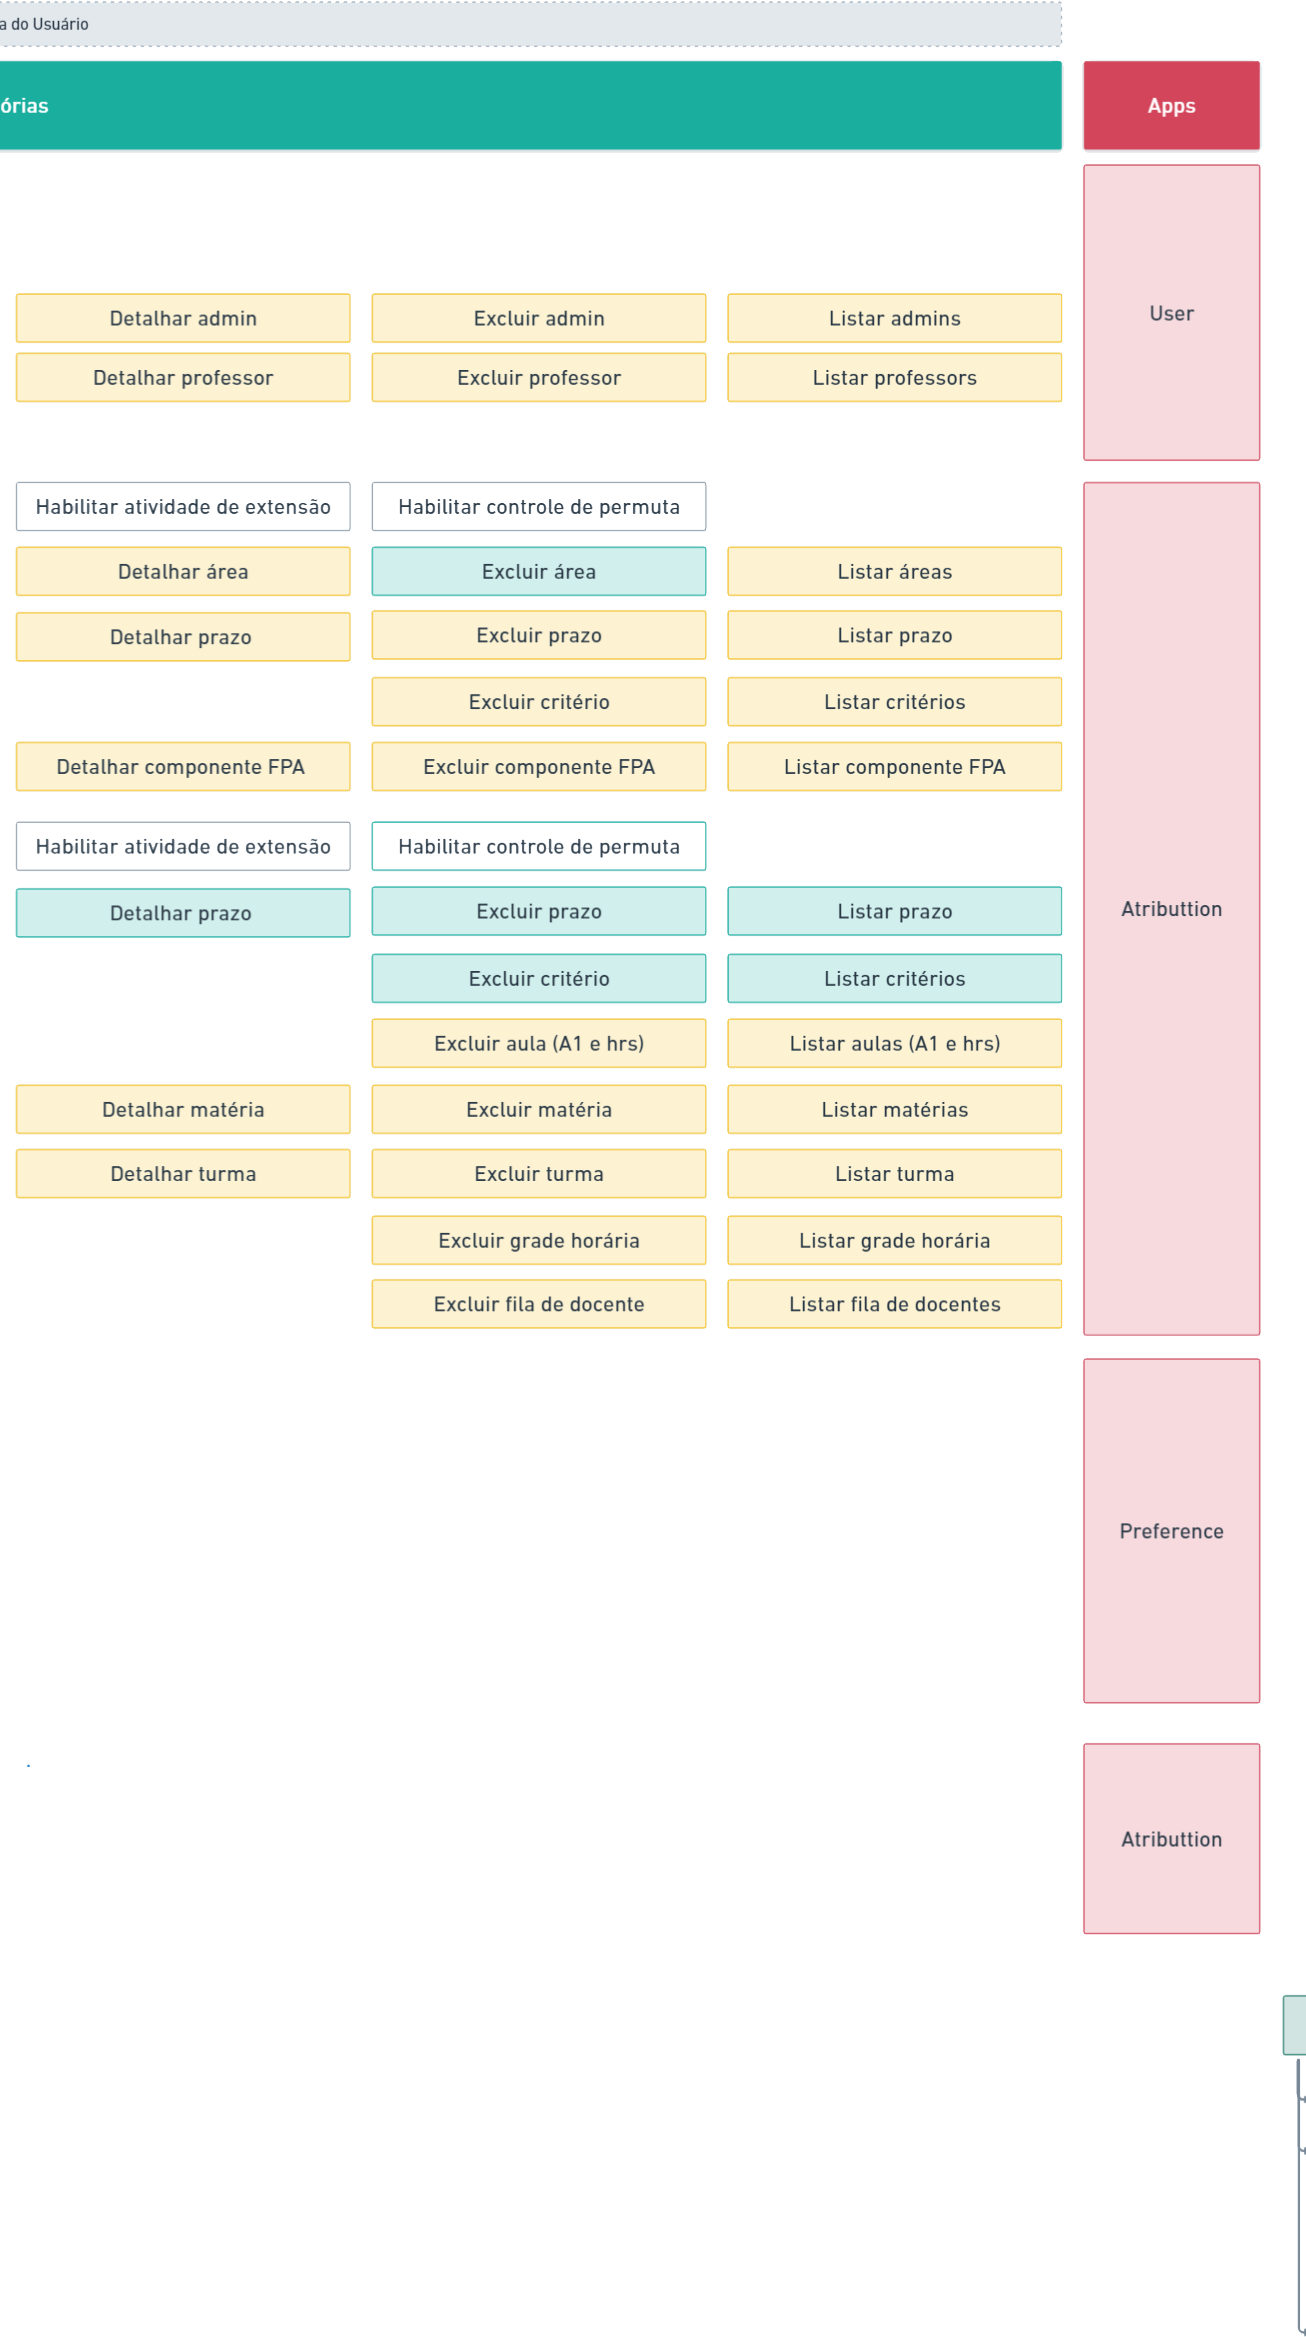 a do Usuário
órias
Apps
User
Detalhar admin
Excluir admin
Listar admins
Detalhar professor
Excluir professor
Listar professors
Habilitar atividade de extensão
Habilitar controle de permuta
Detalhar área
Excluir área
Listar áreas
Detalhar prazo
Excluir prazo
Listar prazo
Excluir critério
Listar critérios
Detalhar componente FPA
Excluir componente FPA
Listar componente FPA
Habilitar atividade de extensão
Habilitar controle de permuta
Detalhar prazo
Excluir prazo
Listar prazo
Atributtion
Excluir critério
Listar critérios
Excluir aula (A1 e hrs)
Listar aulas (A1 e hrs)
Detalhar matéria
Excluir matéria
Listar matérias
Detalhar turma
Excluir turma
Listar turma
Excluir grade horária
Listar grade horária
Excluir fila de docente
Listar fila de docentes
Preference
Atributtion